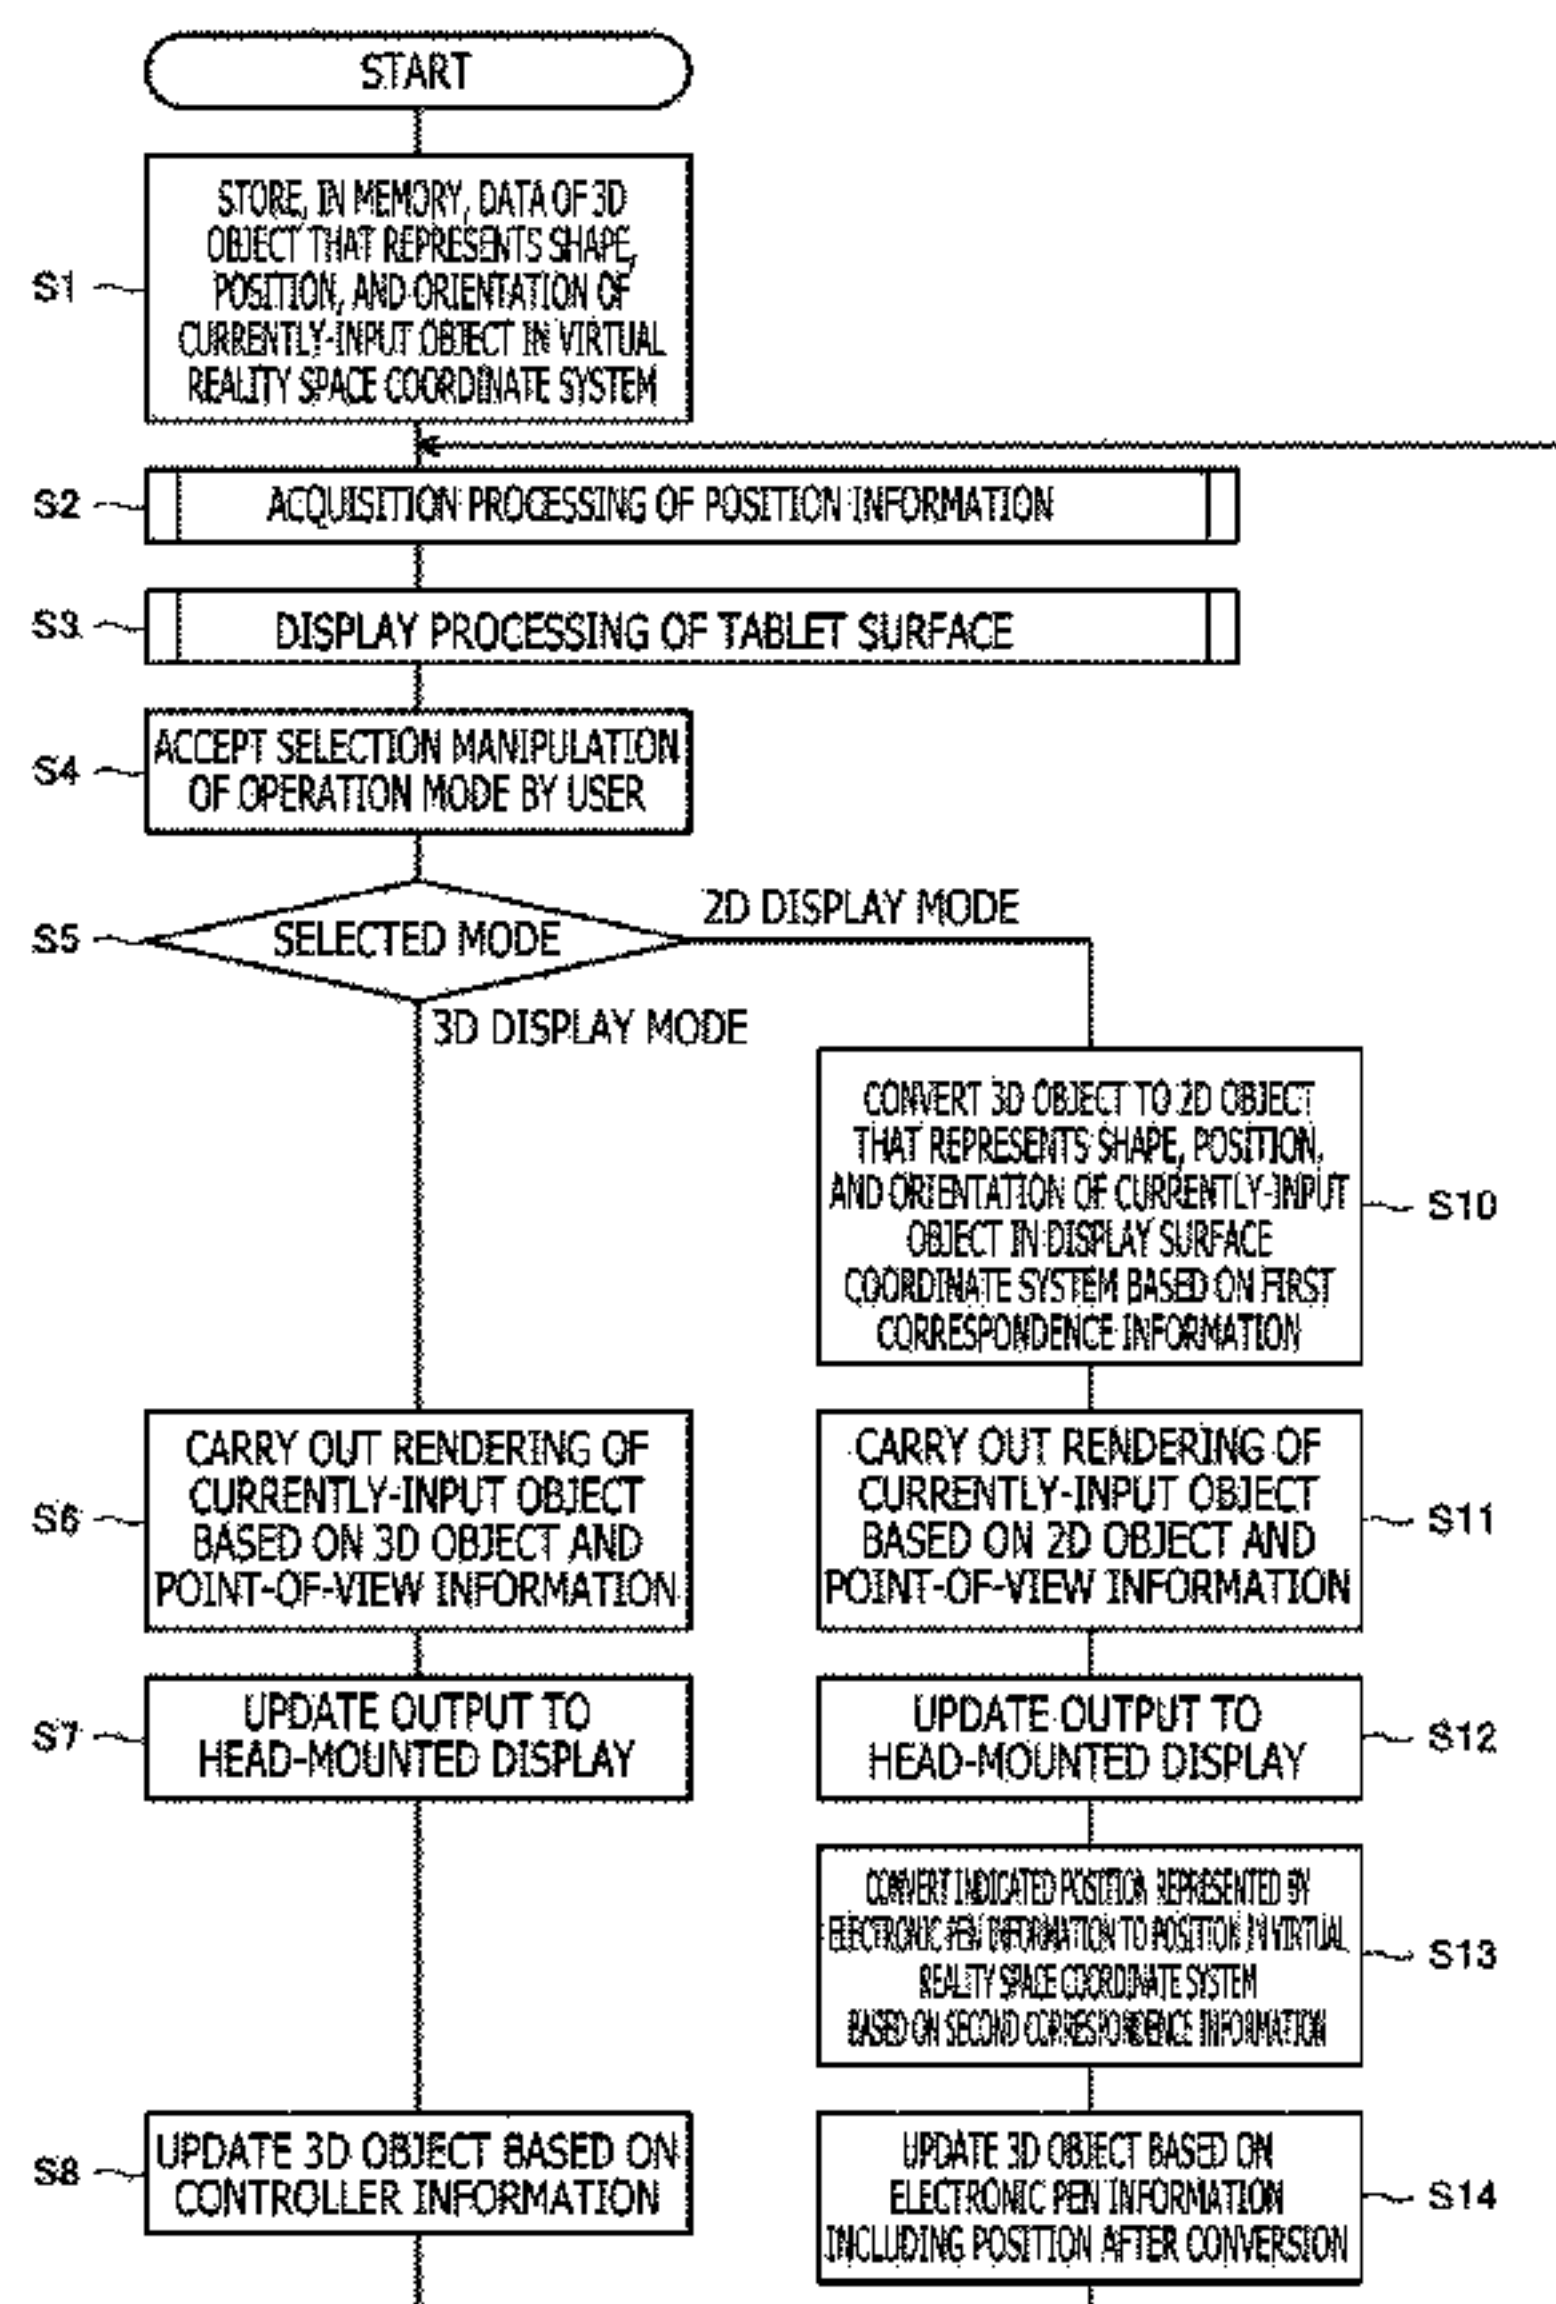 START
S1
STORE, IN MEMORY, DATA OF 3D
OBJECT THAT REPRESENTS SHAPE,
POSITION, AND ORIENTATION OF
CURRENTLY-INPUT OBJECT IN VIRTUAL
REALITY SPACE COORDINATE SYSTEM
S2
ACQUISITION PROCESSING OF POSITION INFORMATION
S3
DISPLAY PROCESSING OF TABLET SURFACE
S4
ACCEPT SELECTION MANIPULATION
OF OPERATION MODE BY USER
S5
SELECTED MODE
2D DISPLAY MODE
3D DISPLAY MODE
CONVERT 3D OBJECT TO 2D OBJECT
THAT REPRESENTS SHAPE, POSITION,
AND ORIENTATION OF CURRENTLY-INPUT
OBJECT IN DISPLAY SURFACE
COORDINATE SYSTEM BASED ON FIRST
CORRESPONDENCE INFORMATION
S10
S6
CARRY OUT RENDERING OF
CURRENTLY-INPUT OBJECT
BASED ON 3D OBJECT AND
POINT-OF-VIEW INFORMATION
CARRY OUT RENDERING OF
CURRENTLY-INPUT OBJECT
BASED ON 2D OBJECT AND
POINT-OF-VIEW INFORMATION
S11
S7
UPDATE OUTPUT TO
HEAD-MOUNTED DISPLAY
UPDATE OUTPUT TO
HEAD-MOUNTED DISPLAY
S12
CONVERT INDICATED POSITION REPRESENTED BY
ELECTRONIC PEN INFORMATION TO POSITION IN VIRTUAL
REALITY SPACE COORDINATE SYSTEM
BASED ON SECOND CORRESPONDENCE INFORMATION
S13
S8
UPDATE 3D OBJECT BASED ON
CONTROLLER INFORMATION
UPDATE 3D OBJECT BASED ON
ELECTRONIC PEN INFORMATION
INCLUDING POSITION AFTER CONVERSION
S14